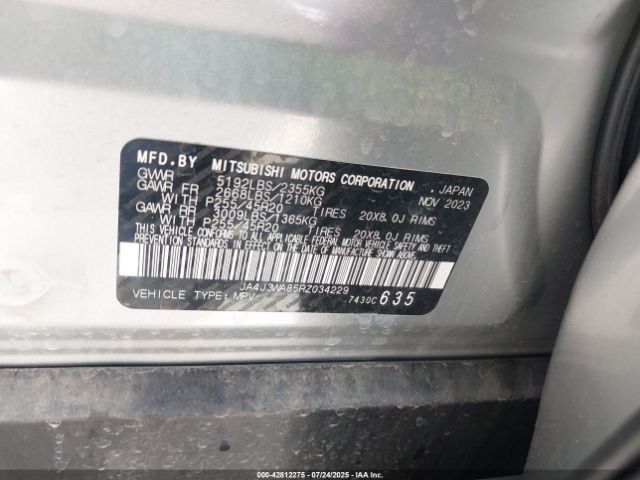 MFD.BY MITSUBISHI MOTORS CORPORATION, JAPAN
GVWR 5192LBS/2355KG NOV 2023
GAWR FR 2668LBS/1210KG
WITH P255/45R20 TIRES 20X8.0J RIMS
GAWR RR 3009LBS/1365KG
WITH P255/45R20 TIRES 20X8.0J RIMS
THIS VEHICLE CONFORMS TO ALL APPLICABLE FEDERAL MOTOR VEHICLE SAFETY AND THEFT
PREVENTION STANDARDS IN EFFECT ON THE DATE OF MANUFACTURE SHOWN ABOVE.
JA4J3WA85RZ034229
VEHICLE TYPE: MPV 7430C 635
000-42812275 - 07/24/2025 - IAAI.COM